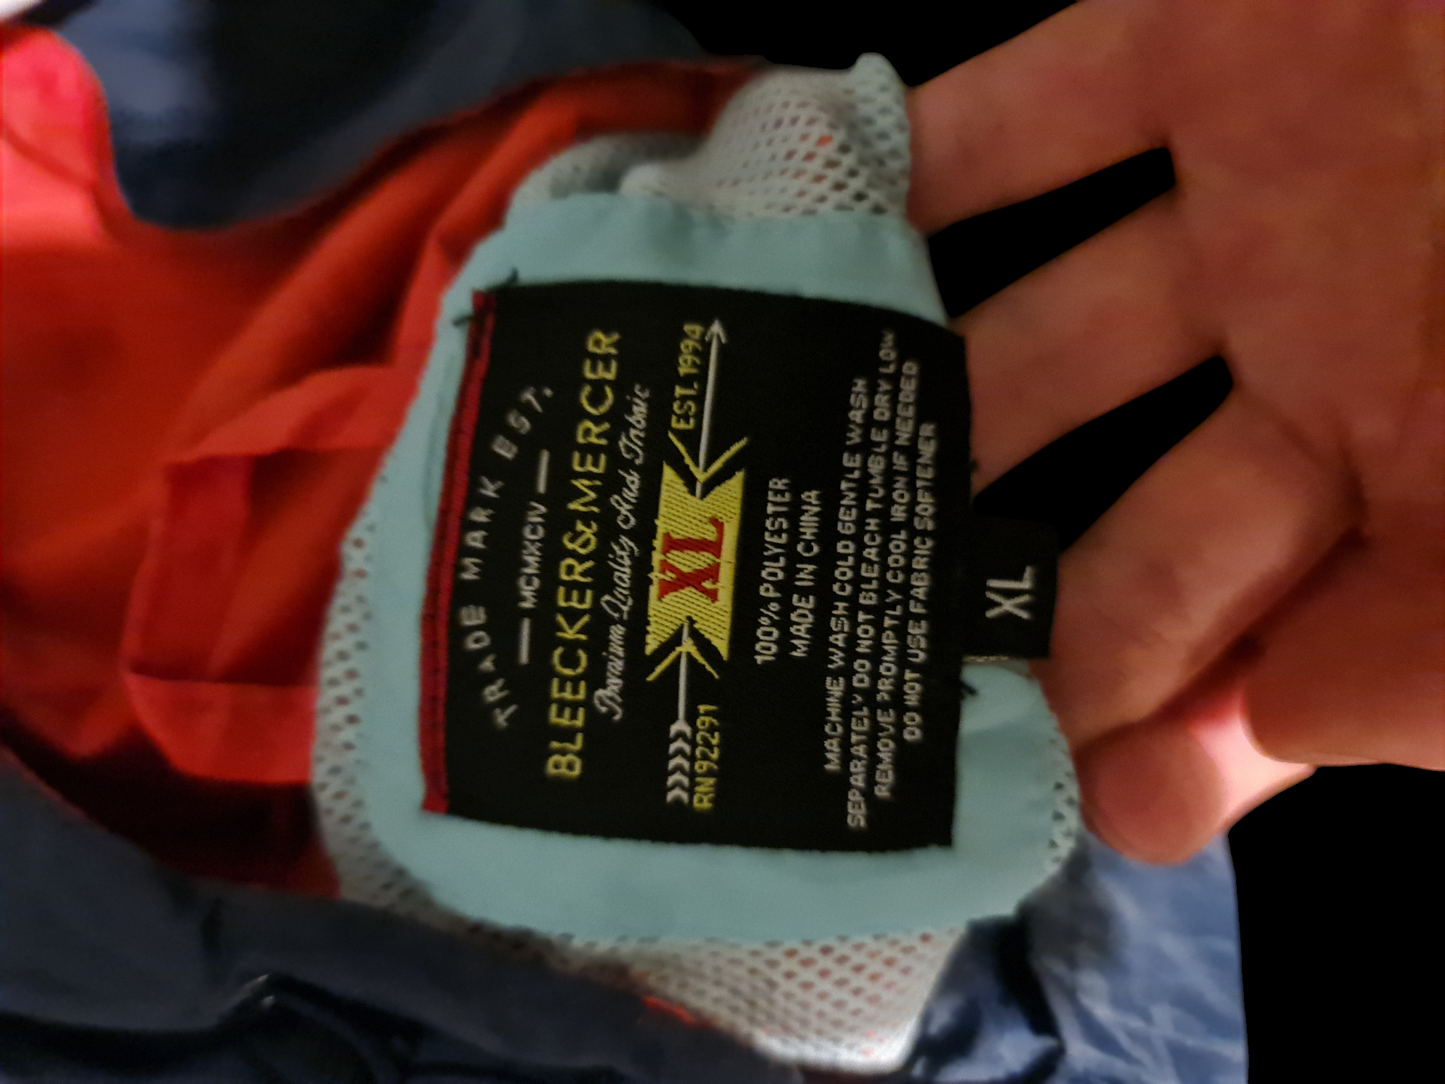 TRADE MARK EST.
— MCMXCIV —
BLEECKER&MERCER
Quality And Fabric
XL
RN92291 EST. 1994
100% POLYESTER
MADE IN CHINA
MACHINE WASH COLD GENTLE WASH
SEPARATELY DO NOT BLEACH TUMBLE DRY LOW
REMOVE PROMPTLY COOL IRON IF NEEDED
DO NOT USE FABRIC SOFTENER
XL